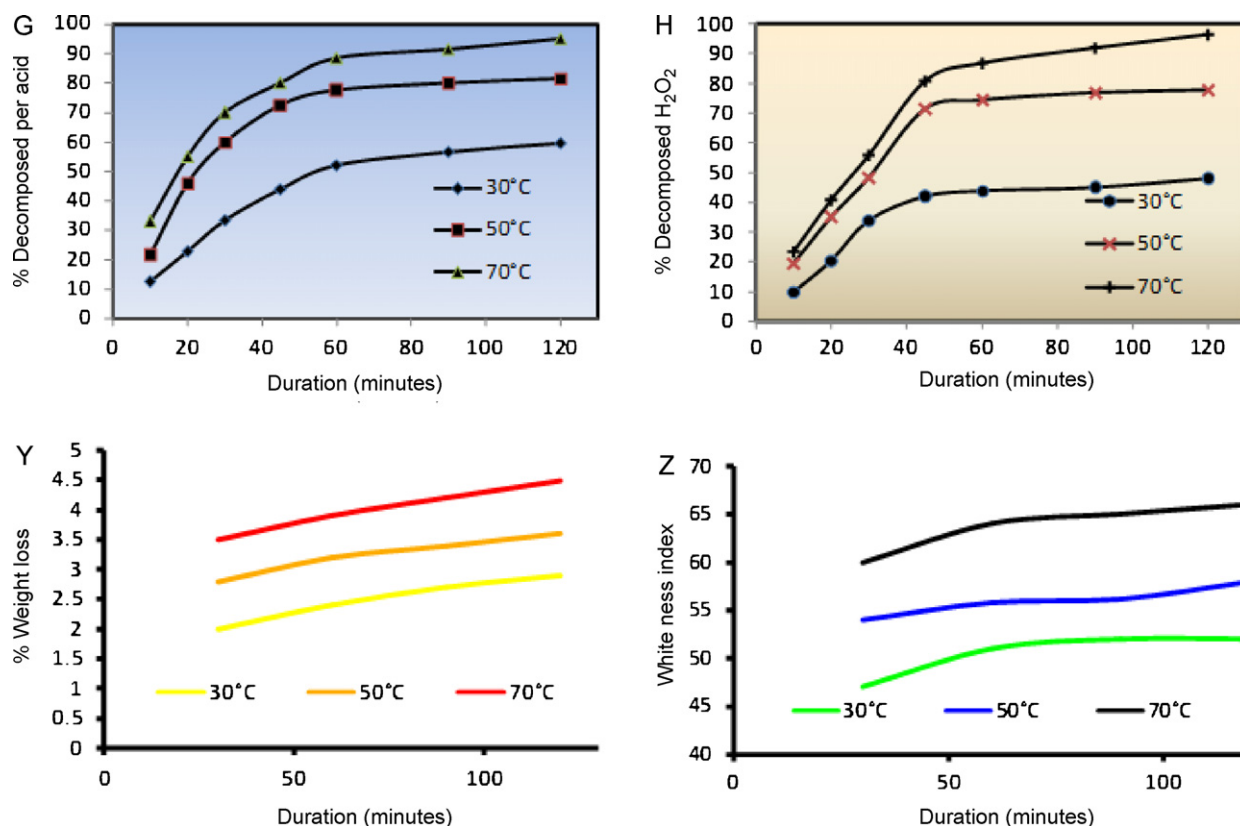 G
% Decomposed per acid
100
90
80
70
60
50
40
30
20
10
0
30°C
50°C
70°C
0 20 40 60 80 100 120
Duration (minutes)
H
% Decomposed H₂O₂
100
90
80
70
60
50
40
30
20
10
0
30°C
50°C
70°C
0 20 40 60 80 100 120
Duration (minutes)
Y
% Weight loss
5
4.5
4
3.5
3
2.5
2
1.5
1
0.5
0
30°C 50°C 70°C
0 50 100
Duration (minutes)
Z
White ness index
70
65
60
55
50
45
40
30°C 50°C 70°C
0 50 100
Duration (minutes)